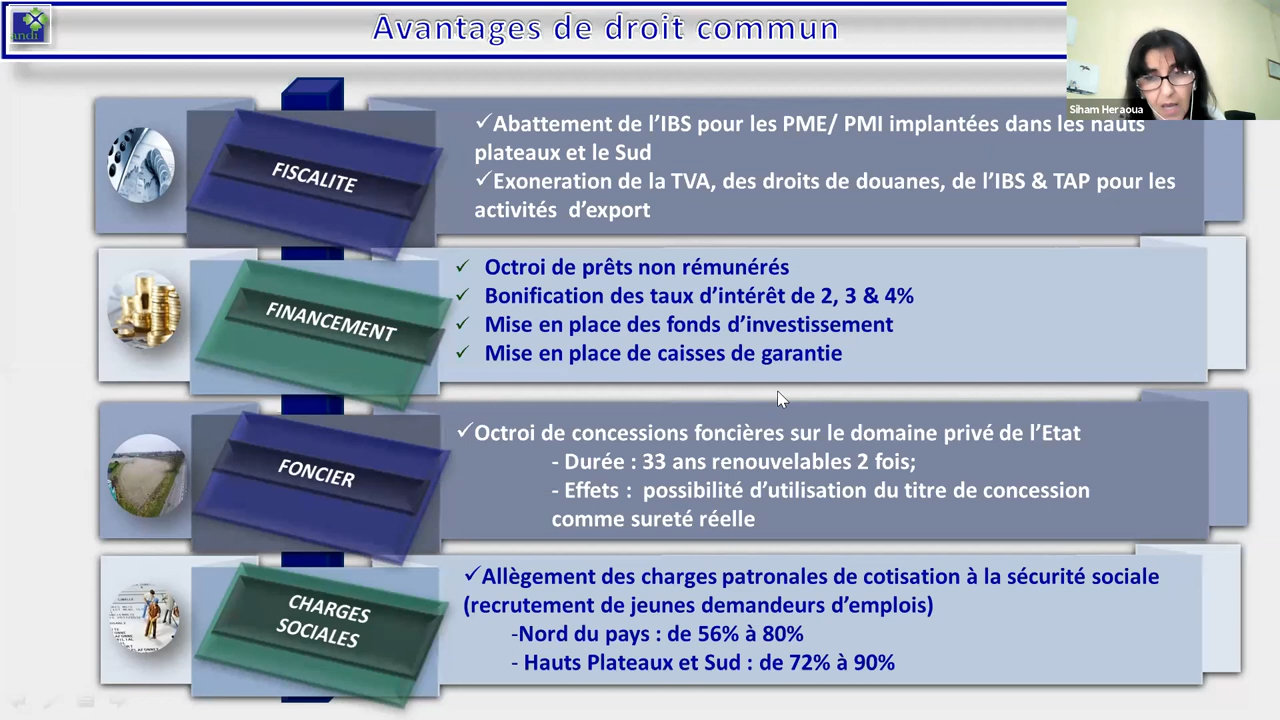 Avantages de droit commun
andi
Siham Heraoua
FISCALITE
✓Abattement de l'IBS pour les PME/ PMI implantées dans les hauts
plateaux et le Sud
✓Exoneration de la TVA, des droits de douanes, de l'IBS & TAP pour les
activités d'export
FINANCEMENT
✓ Octroi de prêts non rémunérés
✓ Bonification des taux d'intérêt de 2, 3 & 4%
✓ Mise en place des fonds d'investissement
✓ Mise en place de caisses de garantie
FONCIER
✓Octroi de concessions foncières sur le domaine privé de l'Etat
- Durée : 33 ans renouvelables 2 fois;
- Effets : possibilité d'utilisation du titre de concession
comme sureté réelle
CHARGES
SOCIALES
✓Allègement des charges patronales de cotisation à la sécurité sociale
(recrutement de jeunes demandeurs d'emplois)
-Nord du pays : de 56% à 80%
- Hauts Plateaux et Sud : de 72% à 90%